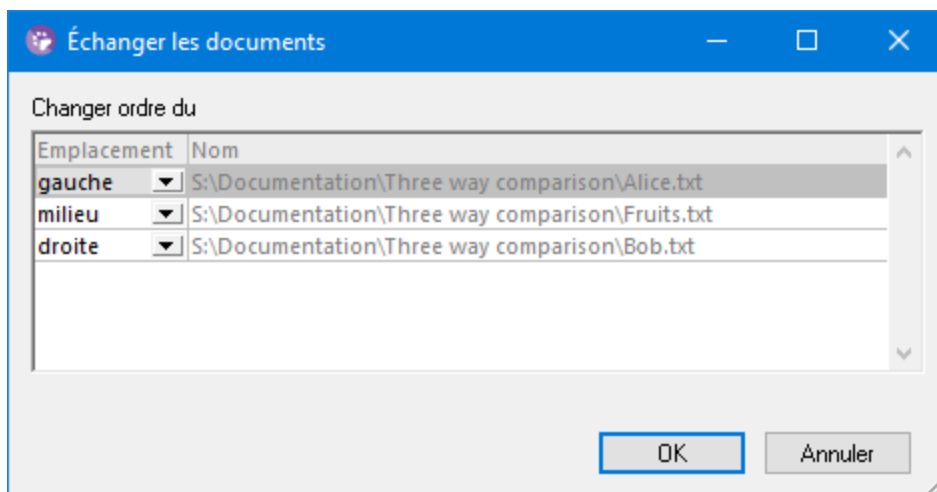 Échanger les documents
Changer ordre du
Emplacement Nom
gauche S:\Documentation\Three way comparison\Alice.txt
milieu S:\Documentation\Three way comparison\Fruits.txt
droite S:\Documentation\Three way comparison\Bob.txt
OK Annuler